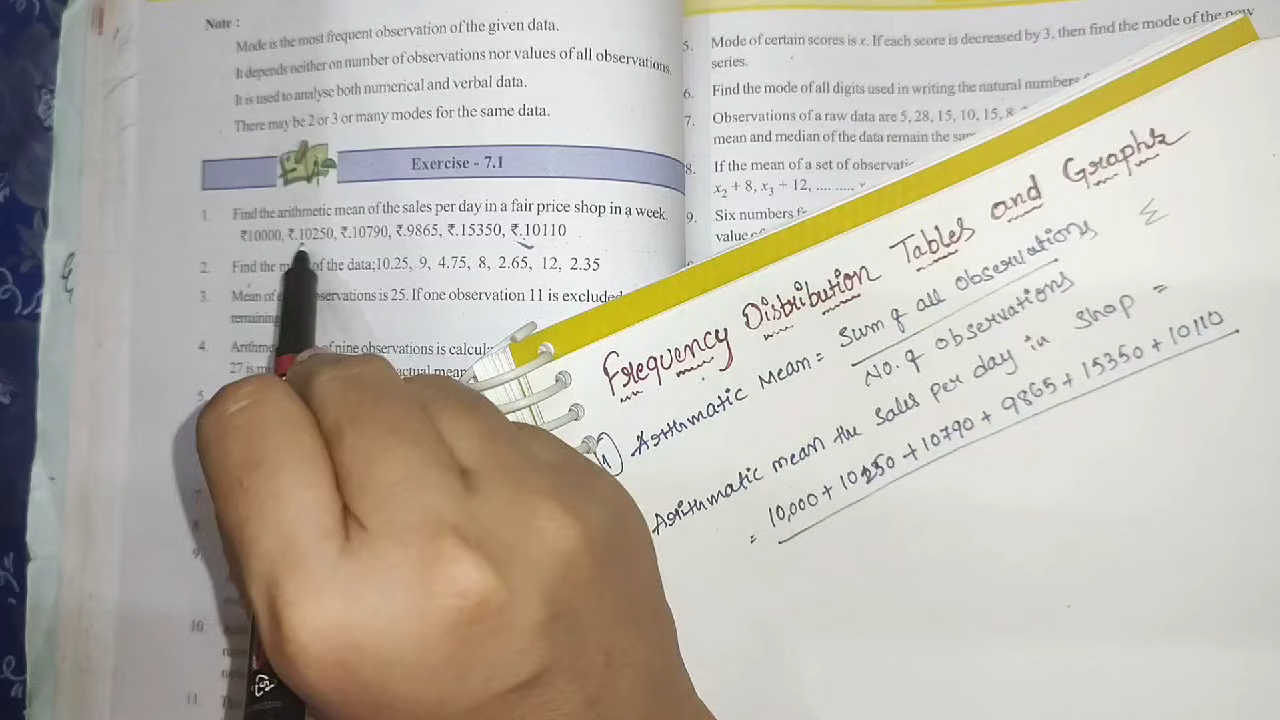 Note :
Mode is the most frequent observation of the given data.
It depends neither on number of observations nor values of all observations.
It is used to analyse both numerical and verbal data.
There may be 2 or 3 or many modes for the same data.
Exercise - 7.1
1. Find the arithmetic mean of the sales per day in a fair price shop in a week.
₹10000, ₹.10250, ₹.10790, ₹.9865, ₹.15350, ₹.10110
2. Find the of the data;10.25, 9, 4.75, 8, 2.65, 12, 2.35
3. Mean of observations is 25. If one observation 11 is excluded
remaining
4. nine observations is
27 is actual mean
10.
11.
5. Mode of certain scores is x. If each score is decreased by 3, then find the mode of the new
series.
6. Find the mode of all digits used in writing the natural numbers
7. Observations of a raw data are 5, 28, 15, 10, 15, 8
mean and median of the data remain the
8. If the mean of a set of
x₂ + 8, x₃ + 12, .... .....
9. Six numbers
value
Frequency Distribution Tables and Graphs
1) Arithmatic Mean = Sum of all observations
No. of observations
Σ
Arithmatic mean the sales per day in shop =
= 10,000 + 10250 + 10790 + 9865 + 15350 + 10110